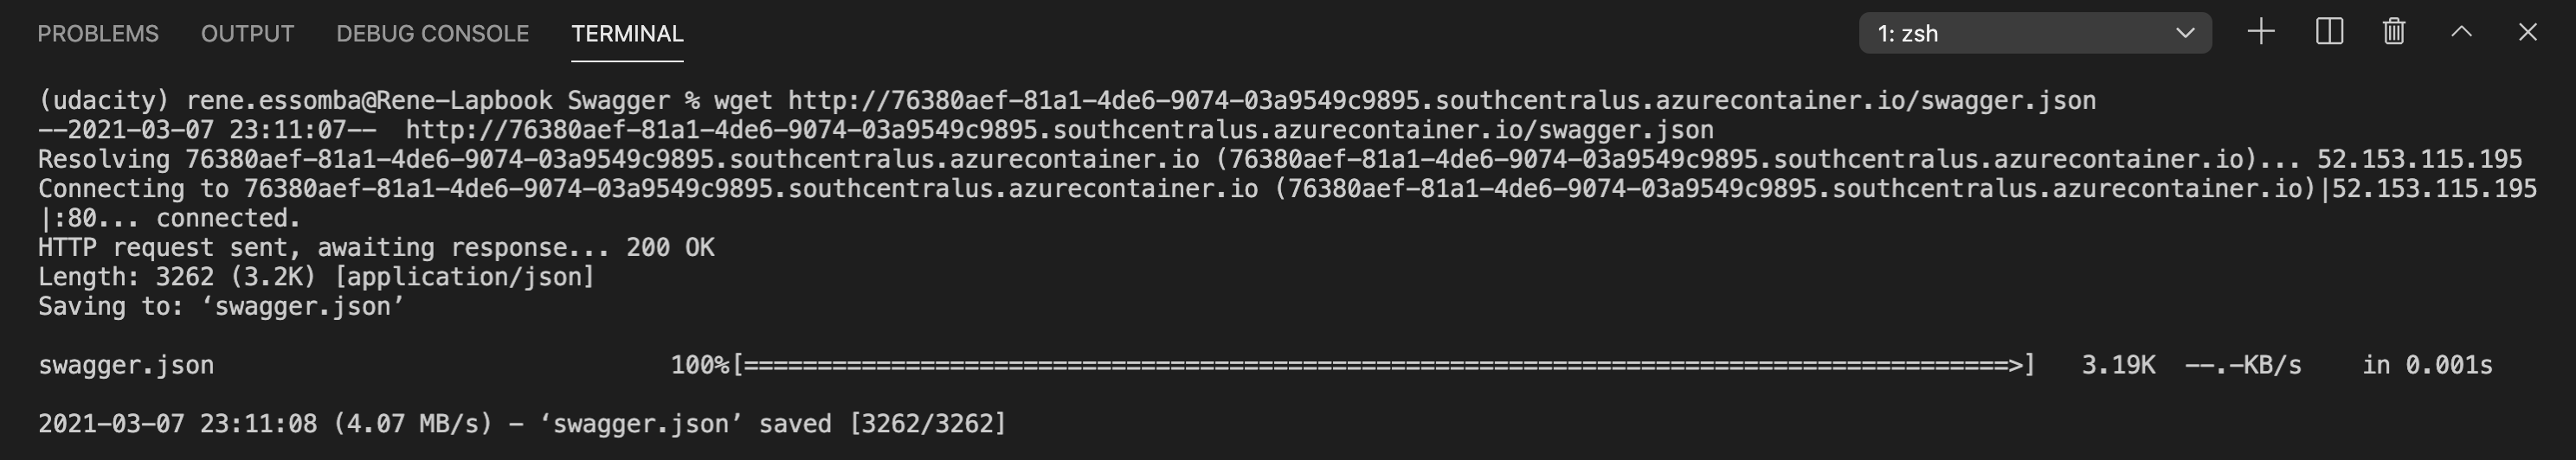 PROBLEMS OUTPUT DEBUG CONSOLE TERMINAL 1: zsh
(udacity) rene.essomba@Rene-Lapbook Swagger % wget http://76380aef-81a1-4de6-9074-03a9549c9895.southcentralus.azurecontainer.io/swagger.json
--2021-03-07 23:11:07--  http://76380aef-81a1-4de6-9074-03a9549c9895.southcentralus.azurecontainer.io/swagger.json
Resolving 76380aef-81a1-4de6-9074-03a9549c9895.southcentralus.azurecontainer.io (76380aef-81a1-4de6-9074-03a9549c9895.southcentralus.azurecontainer.io)... 52.153.115.195
Connecting to 76380aef-81a1-4de6-9074-03a9549c9895.southcentralus.azurecontainer.io (76380aef-81a1-4de6-9074-03a9549c9895.southcentralus.azurecontainer.io)|52.153.115.195
|:80... connected.
HTTP request sent, awaiting response... 200 OK
Length: 3262 (3.2K) [application/json]
Saving to: ‘swagger.json’
swagger.json 100%[======================================================================================>] 3.19K --.-KB/s in 0.001s
2021-03-07 23:11:08 (4.07 MB/s) - ‘swagger.json’ saved [3262/3262]